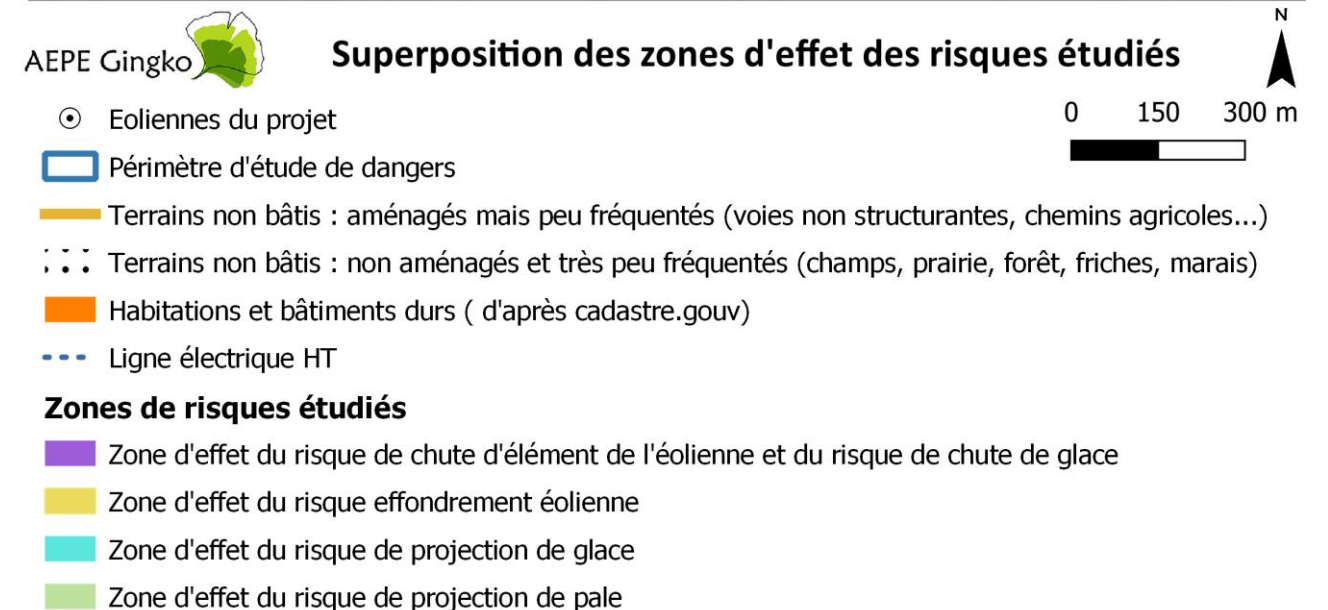 AEPE Gingko
Superposition des zones d'effet des risques étudiés
N
0 150 300 m
Eoliennes du projet
Périmètre d'étude de dangers
Terrains non bâtis : aménagés mais peu fréquentés (voies non structurantes, chemins agricoles...)
Terrains non bâtis : non aménagés et très peu fréquentés (champs, prairie, forêt, friches, marais)
Habitations et bâtiments durs ( d'après cadastre.gouv)
Ligne électrique HT
Zones de risques étudiés
Zone d'effet du risque de chute d'élément de l'éolienne et du risque de chute de glace
Zone d'effet du risque effondrement éolienne
Zone d'effet du risque de projection de glace
Zone d'effet du risque de projection de pale